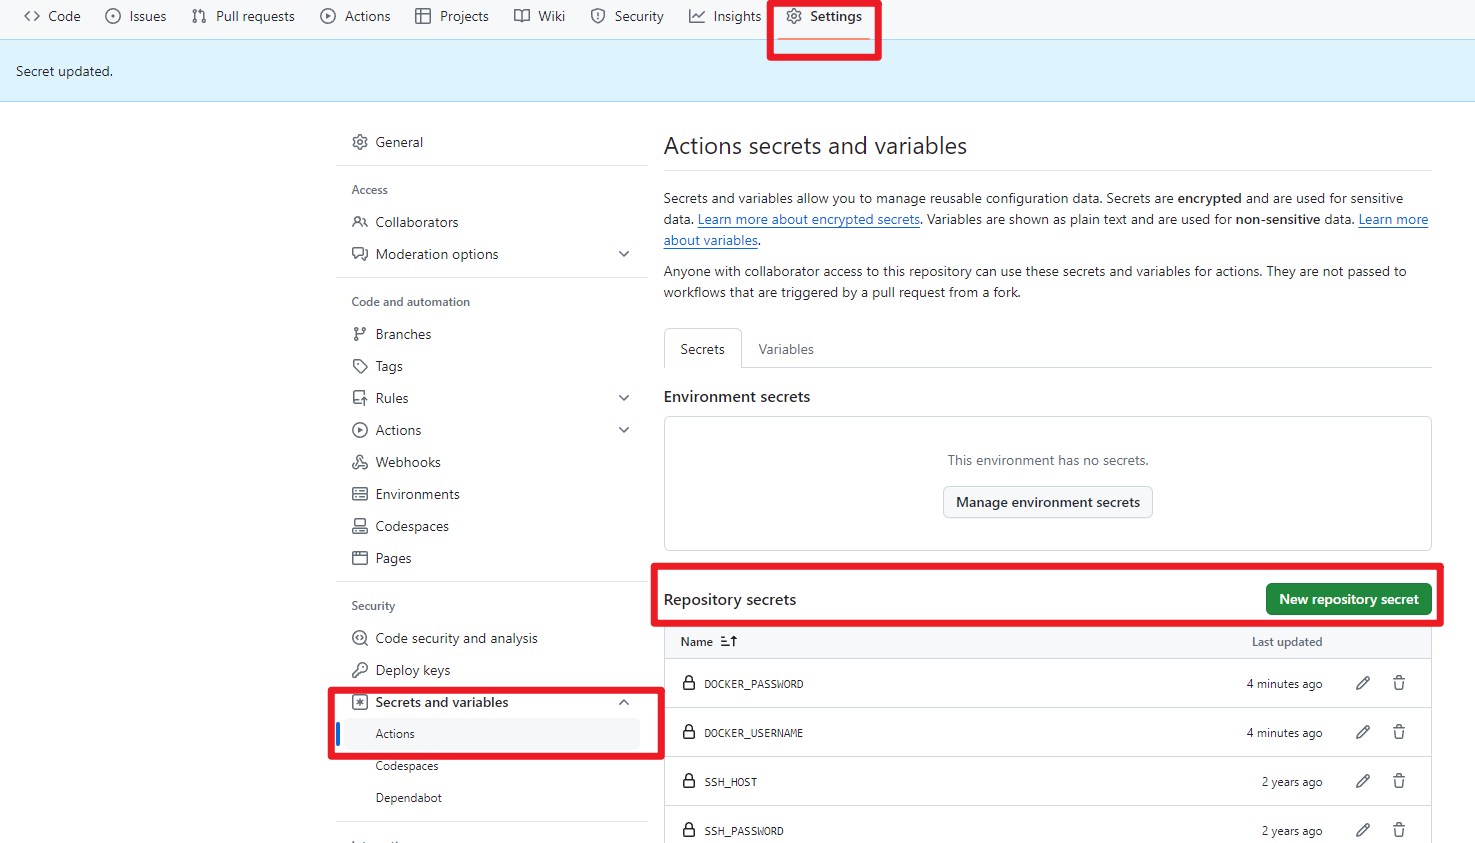 Code Issues Pull requests Actions Projects Wiki Security Insights Settings
Secret updated.
General
Access
Collaborators
Moderation options
Code and automation
Branches
Tags
Rules
Actions
Webhooks
Environments
Codespaces
Pages
Security
Code security and analysis
Deploy keys
Secrets and variables
Actions
Codespaces
Dependabot
Actions secrets and variables
Secrets and variables allow you to manage reusable configuration data. Secrets are encrypted and are used for sensitive
data. Learn more about encrypted secrets. Variables are shown as plain text and are used for non-sensitive data. Learn more
about variables.
Anyone with collaborator access to this repository can use these secrets and variables for actions. They are not passed to
workflows that are triggered by a pull request from a fork.
Secrets Variables
Environment secrets
This environment has no secrets.
Manage environment secrets
Repository secrets New repository secret
Name Last updated
DOCKER_PASSWORD 4 minutes ago
DOCKER_USERNAME 4 minutes ago
SSH_HOST 2 years ago
SSH_PASSWORD 2 years ago